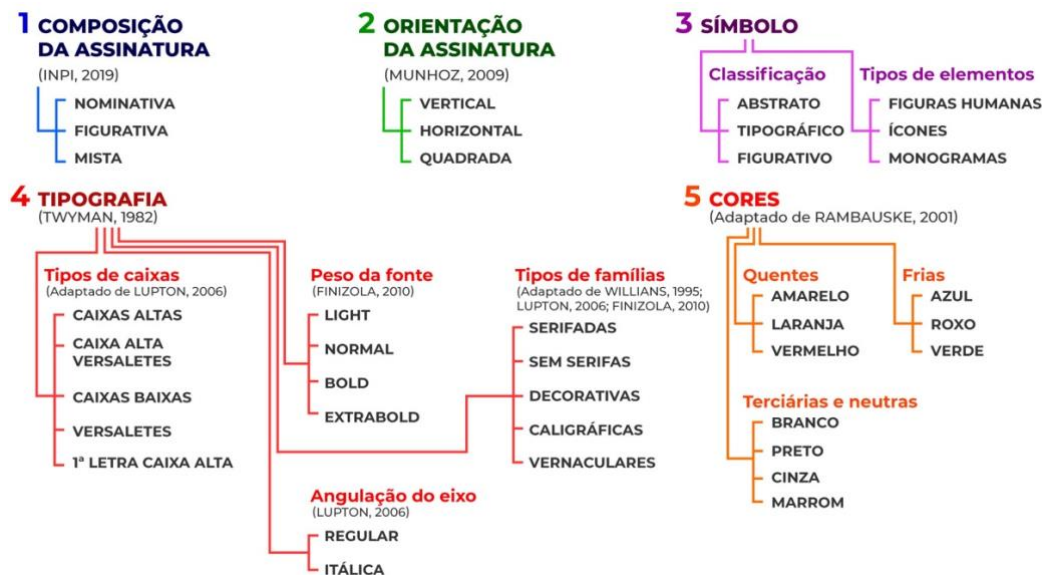 1 COMPOSIÇÃO
DA ASSINATURA
(INPI, 2019)
NOMINATIVA
FIGURATIVA
MISTA
2 ORIENTAÇÃO
DA ASSINATURA
(MUNHOZ, 2009)
VERTICAL
HORIZONTAL
QUADRADA
3 SÍMBOLO
Classificação
ABSTRATO
TIPOGRÁFICO
FIGURATIVO
Tipos de elementos
FIGURAS HUMANAS
ÍCONES
MONOGRAMAS
4 TIPOGRAFIA
(TWYMAN, 1982)
Tipos de caixas
(Adaptado de LUPTON, 2006)
CAIXAS ALTAS
CAIXA ALTA
VERSALETES
CAIXAS BAIXAS
VERSALETES
1ª LETRA CAIXA ALTA
Peso da fonte
(FINIZOLA, 2010)
LIGHT
NORMAL
BOLD
EXTRABOLD
Tipos de famílias
(Adaptado de WILLIANS, 1995;
LUPTON, 2006; FINIZOLA, 2010)
SERIFADAS
SEM SERIFAS
DECORATIVAS
CALIGRÁFICAS
VERNACULARES
Angulação do eixo
(LUPTON, 2006)
REGULAR
ITÁLICA
5 CORES
(Adaptado de RAMBAUSKE, 2001)
Quentes
AMARELO
LARANJA
VERMELHO
Frias
AZUL
ROXO
VERDE
Terciárias e neutras
BRANCO
PRETO
CINZA
MARROM